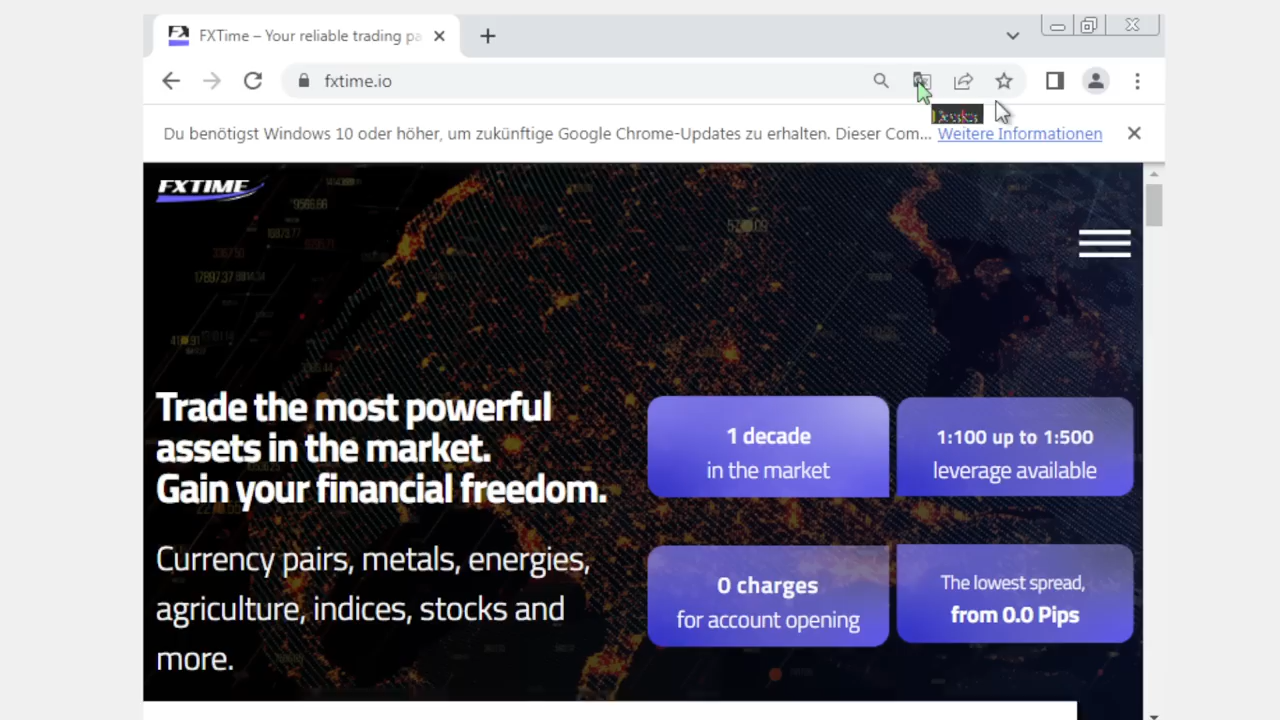 FXTime – Your reliable trading pa
fxtime.io
Du benötigst Windows 10 oder höher, um zukünftige Google Chrome-Updates zu erhalten. Dieser Com... Weitere Informationen
FXTIME
Trade the most powerful
assets in the market.
Gain your financial freedom.
Currency pairs, metals, energies,
agriculture, indices, stocks and
more.
1 decade
in the market
1:100 up to 1:500
leverage available
0 charges
for account opening
The lowest spread,
from 0.0 Pips